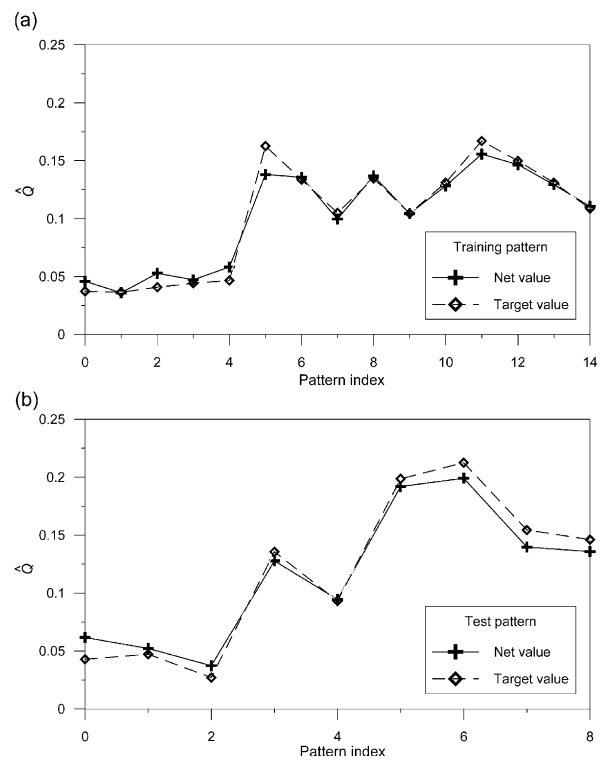 (a)
0.25
0.2
0.15
Q̂
0.1
0.05
0
Training pattern
Net value
Target value
0 2 4 6 8 10 12 14
Pattern index
(b)
0.25
0.2
0.15
Q̂
0.1
0.05
0
Test pattern
Net value
Target value
0 2 4 6 8
Pattern index